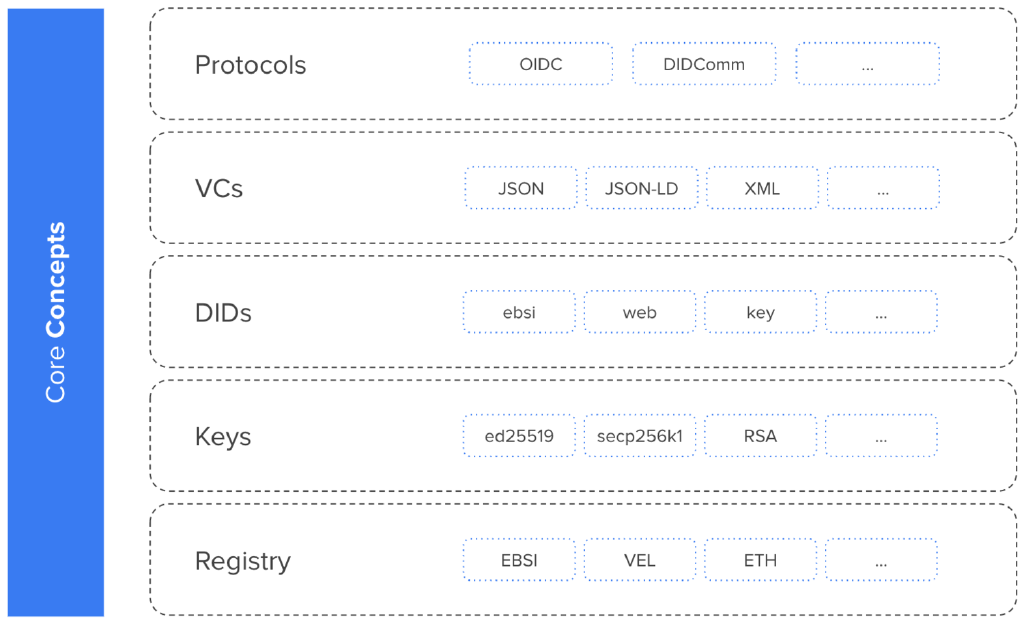 Core Concepts
Protocols OIDC DIDComm ...
VCs JSON JSON-LD XML ...
DIDs ebsi web key ...
Keys ed25519 secp256k1 RSA ...
Registry EBSI VEL ETH ...